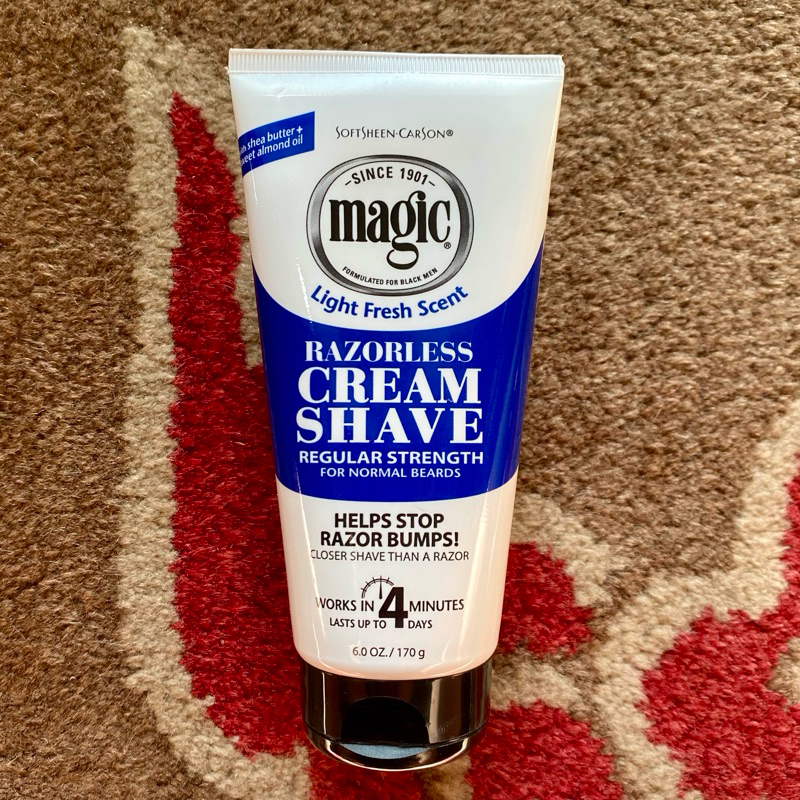 shea butter+
almond oil
SOFTSHEEN·CARSON®
SINCE 1901
magic®
FORMULATED FOR BLACK MEN
Light Fresh Scent
RAZORLESS
CREAM
SHAVE
REGULAR STRENGTH
FOR NORMAL BEARDS
HELPS STOP
RAZOR BUMPS!
CLOSER SHAVE THAN A RAZOR
WORKS IN 4 MINUTES
LASTS UP TO DAYS
6.0 OZ./170 g